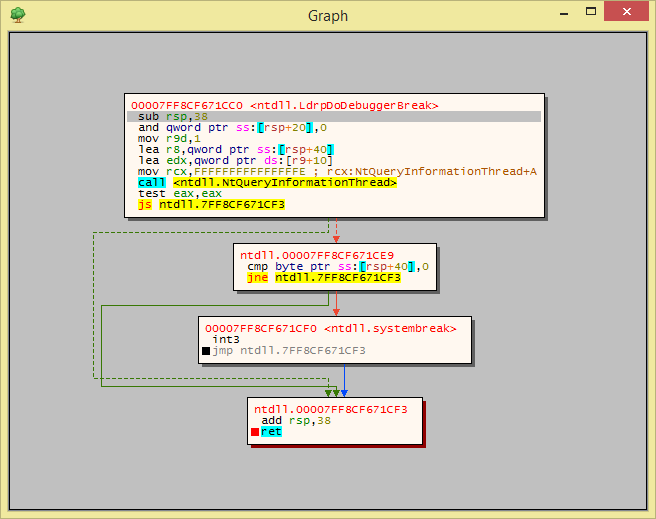 Graph
00007FF8CF671CC0 <ntdll.LdrpDoDebuggerBreak>
sub rsp,38
and qword ptr ss:[rsp+20],0
mov r9d,1
lea r8,qword ptr ss:[rsp+40]
lea edx,qword ptr ds:[r9+10]
mov rcx,FFFFFFFFFFFFFFFE ; rcx:NtQueryInformationThread+A
call <ntdll.NtQueryInformationThread>
test eax,eax
js ntdll.7FF8CF671CF3
ntdll.00007FF8CF671CE9
cmp byte ptr ss:[rsp+40],0
jne ntdll.7FF8CF671CF3
00007FF8CF671CF0 <ntdll.systembreak>
int3
jmp ntdll.7FF8CF671CF3
ntdll.00007FF8CF671CF3
add rsp,38
ret